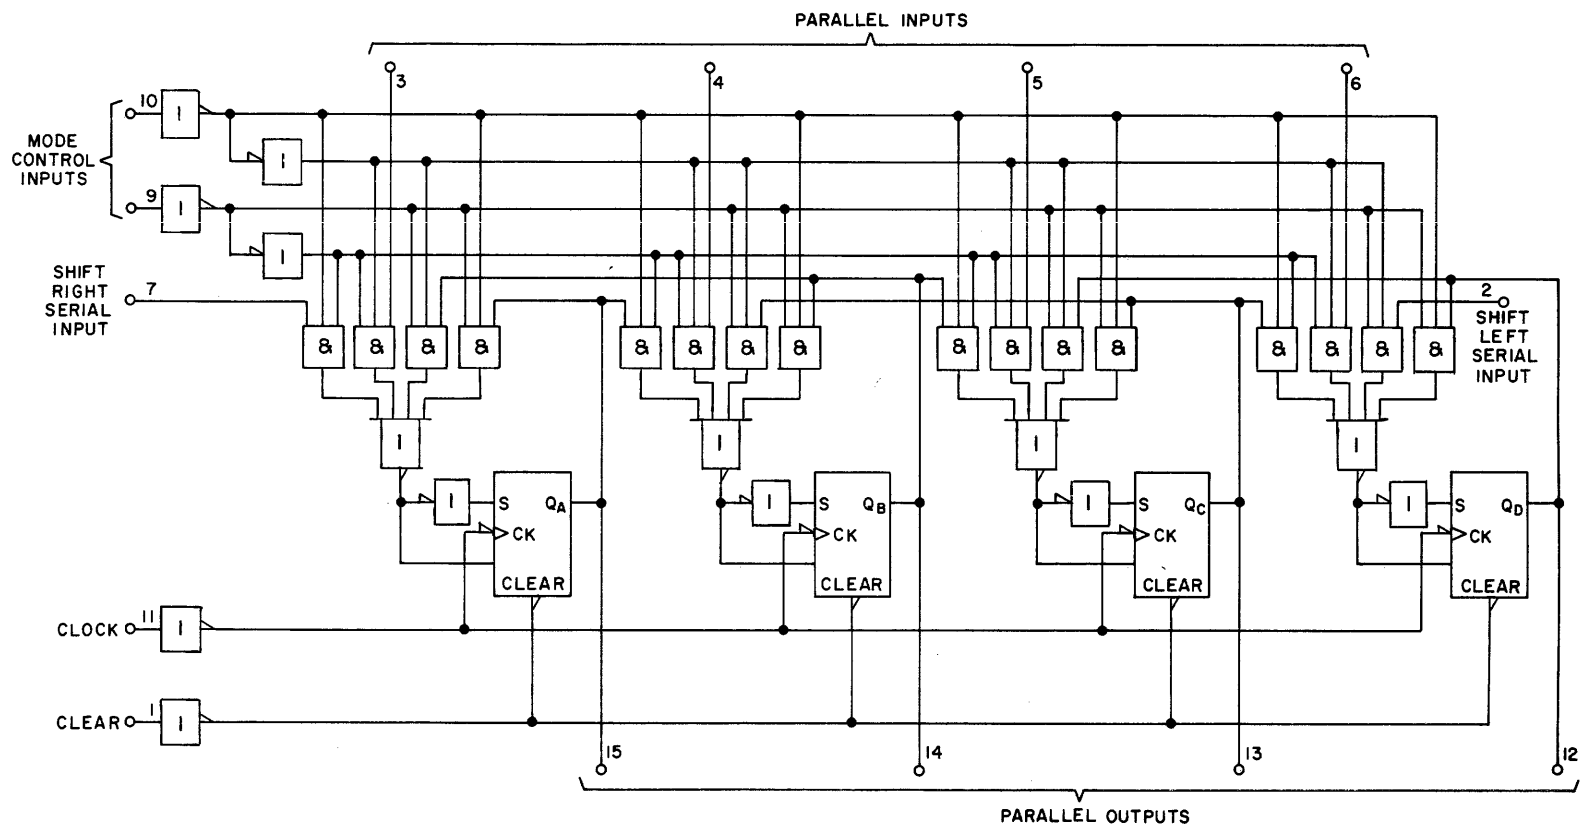 PARALLEL INPUTS
3
4
5
6
10
1
MODE
CONTROL
INPUTS
1
9
1
1
SHIFT
RIGHT
SERIAL
INPUT
7
2
SHIFT
LEFT
SERIAL
INPUT
& & & & & & & & & & & & & & & &
1 1 1 1
1 S QA 1 S QB 1 S QC 1 S QD
CK CK CK CK
CLEAR CLEAR CLEAR CLEAR
CLOCK 11 1
CLEAR 1 1
15 14 13 12
PARALLEL OUTPUTS